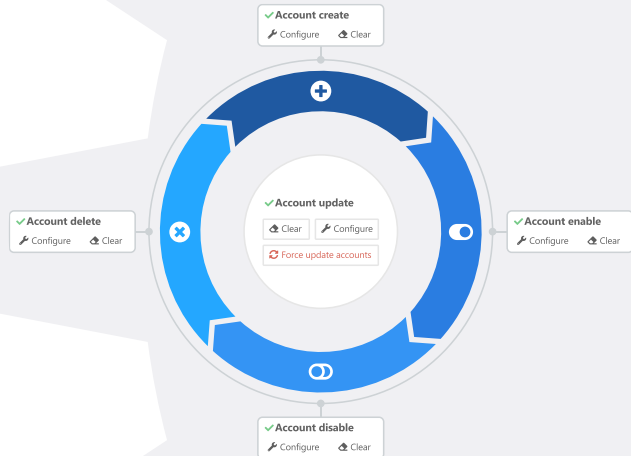 Account create
Configure Clear
Account update
Clear Configure
Force update accounts
Account delete
Configure Clear
Account enable
Configure Clear
Account disable
Configure Clear